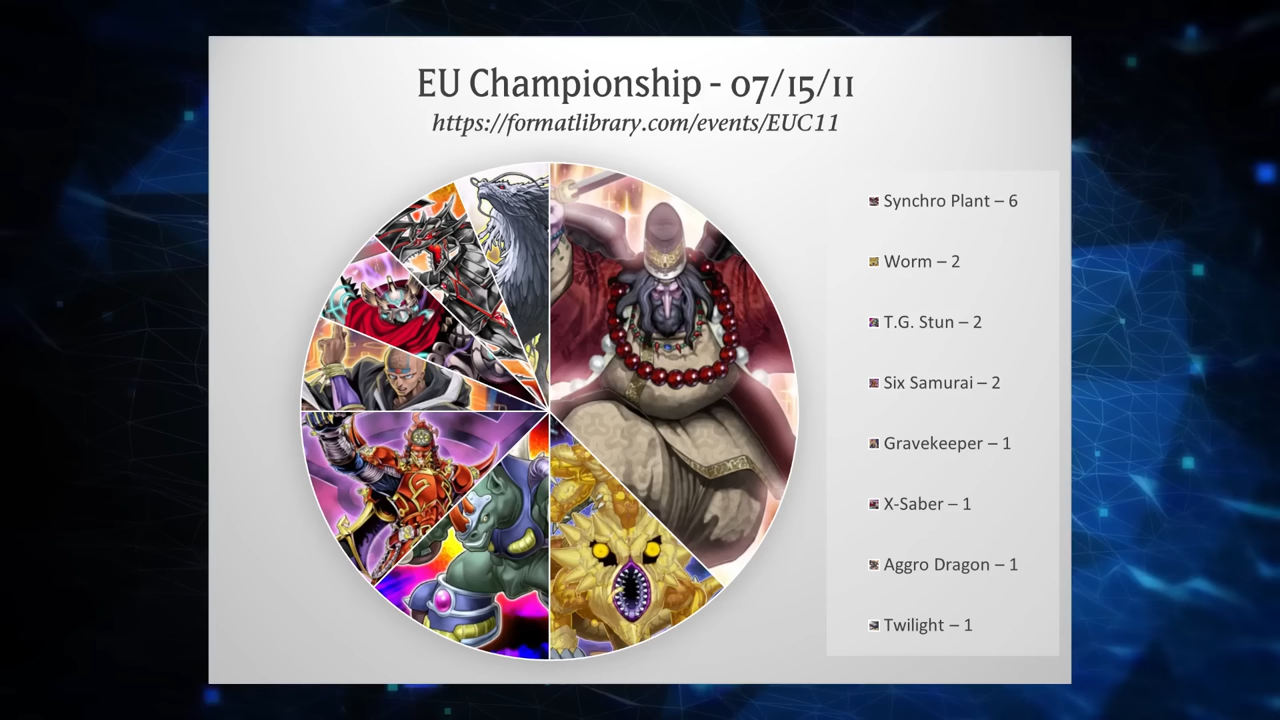 EU Championship - 07/15/11
https://formatlibrary.com/events/EUC11
Synchro Plant – 6
Worm – 2
T.G. Stun – 2
Six Samurai – 2
Gravekeeper – 1
X-Saber – 1
Aggro Dragon – 1
Twilight – 1